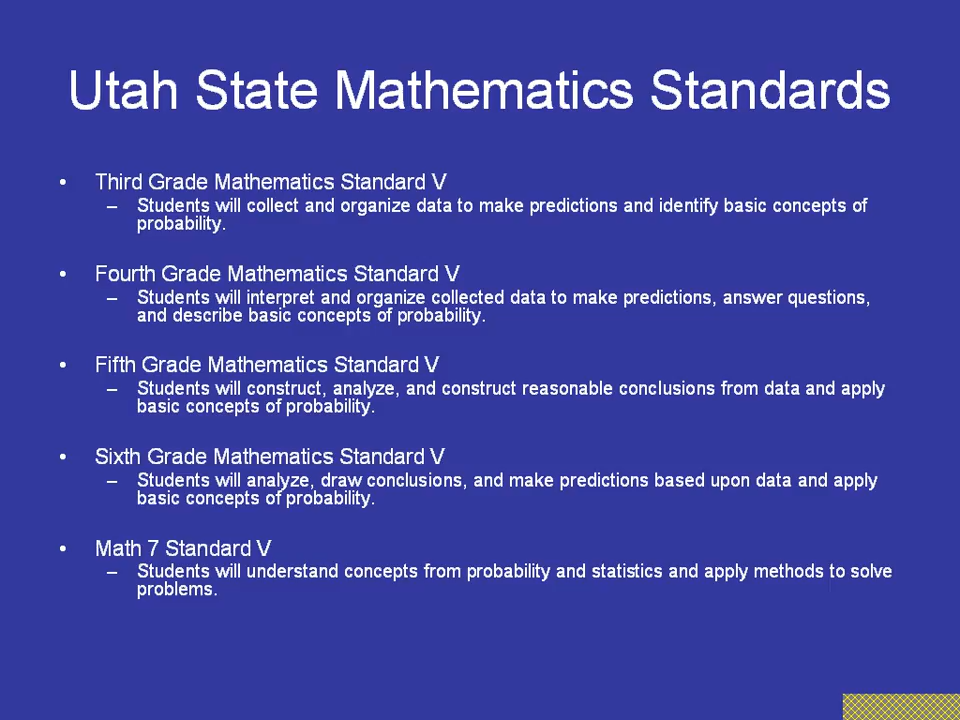 Utah State Mathematics Standards
• Third Grade Mathematics Standard V
– Students will collect and organize data to make predictions and identify basic concepts of
probability.
• Fourth Grade Mathematics Standard V
– Students will interpret and organize collected data to make predictions, answer questions,
and describe basic concepts of probability.
• Fifth Grade Mathematics Standard V
– Students will construct, analyze, and construct reasonable conclusions from data and apply
basic concepts of probability.
• Sixth Grade Mathematics Standard V
– Students will analyze, draw conclusions, and make predictions based upon data and apply
basic concepts of probability.
• Math 7 Standard V
– Students will understand concepts from probability and statistics and apply methods to solve
problems.